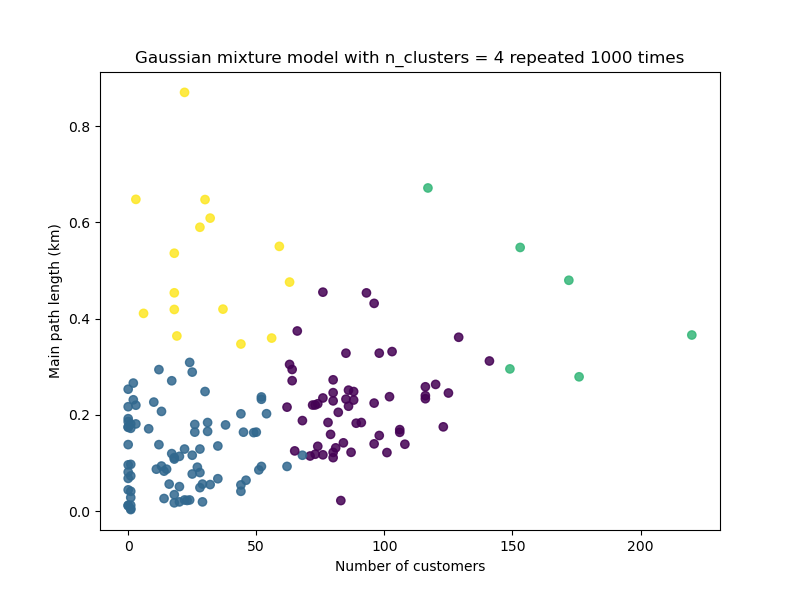 Gaussian mixture model with n_clusters = 4 repeated 1000 times
0.8
0.6
0.4
0.2
0.0
Main path length (km)
0 50 100 150 200
Number of customers